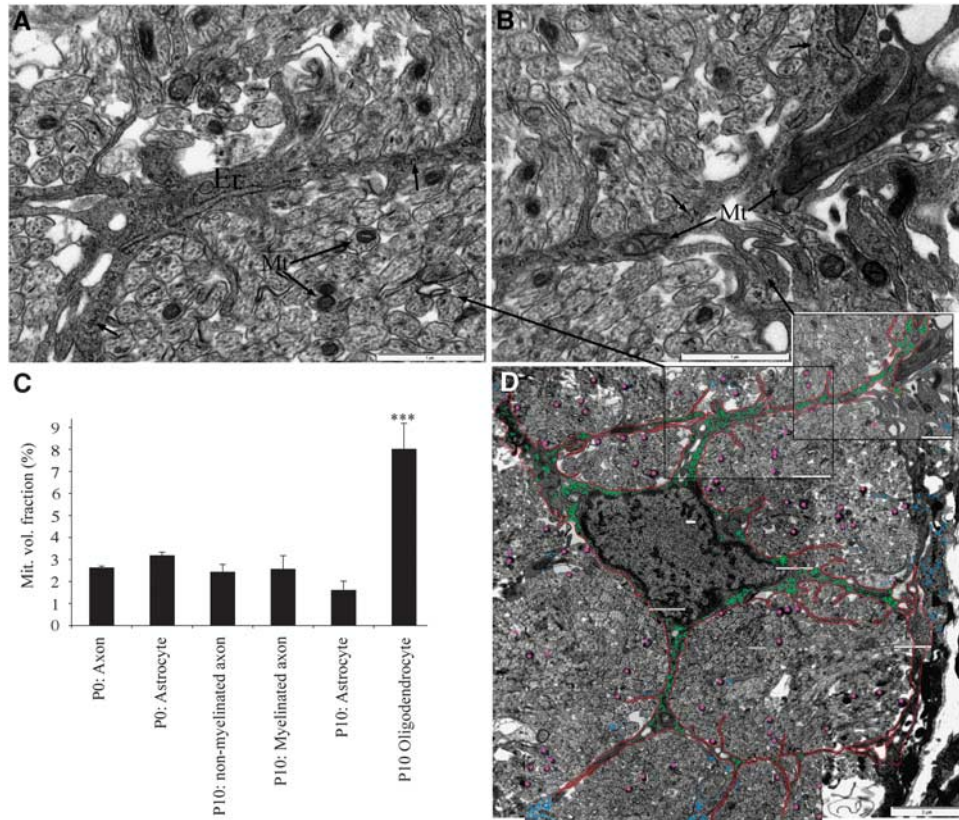 A
Er
Mt
B
Mt
C
Mit. vol. fraction (%)
9
8
7
6
5
4
3
2
1
0
***
P0: Axon
P0: Astrocyte
P10: non-myelinated axon
P10: Myelinated axon
P10: Astrocyte
P10 Oligodendrocyte
D